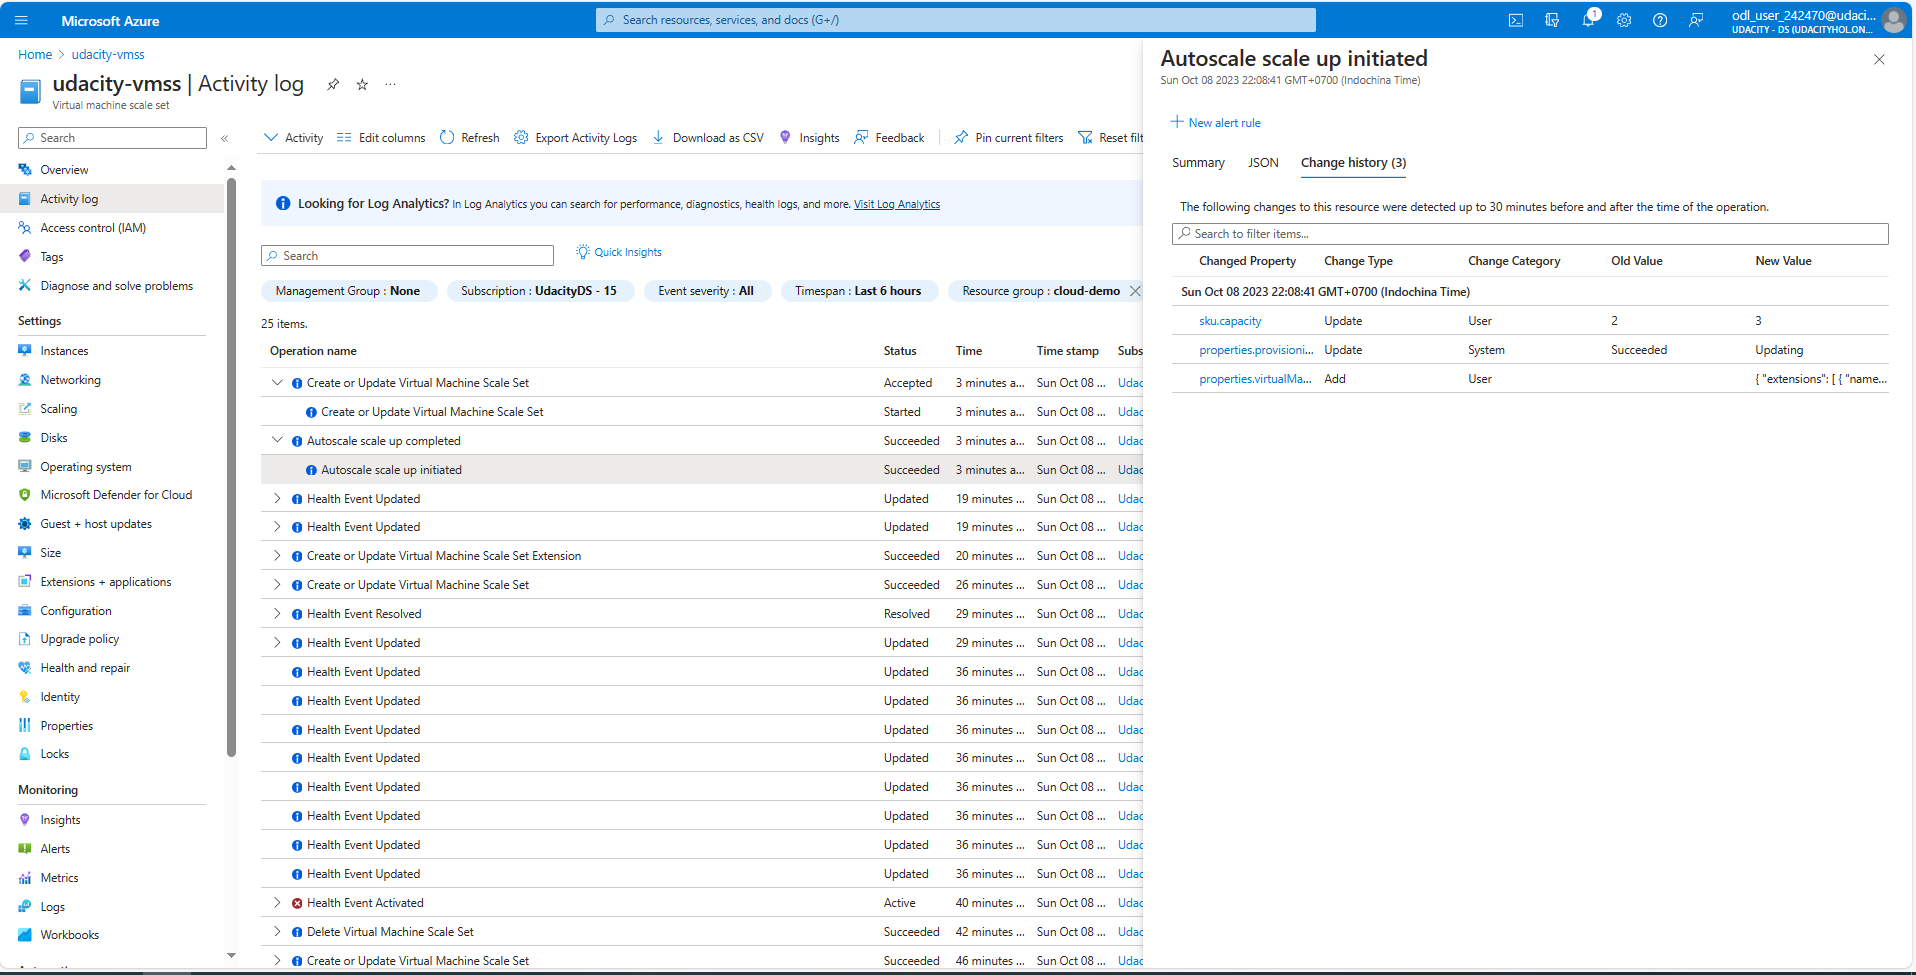 Microsoft Azure
Search resources, services, and docs (G+/)
1
odl_user_242470@udaci...
UDACITY - DS (UDACITYHOL.ON...
Home > udacity-vmss
udacity-vmss | Activity log
Virtual machine scale set
Search
Overview
Activity log
Access control (IAM)
Tags
Diagnose and solve problems
Settings
Instances
Networking
Scaling
Disks
Operating system
Microsoft Defender for Cloud
Guest + host updates
Size
Extensions + applications
Configuration
Upgrade policy
Health and repair
Identity
Properties
Locks
Monitoring
Insights
Alerts
Metrics
Logs
Workbooks
Activity Edit columns Refresh Export Activity Logs Download as CSV Insights Feedback Pin current filters Reset filt
Looking for Log Analytics? In Log Analytics you can search for performance, diagnostics, health logs, and more. Visit Log Analytics
Search Quick Insights
Management Group : None Subscription : UdacityDS - 15 Event severity : All Timespan : Last 6 hours Resource group : cloud-demo
25 items.
Operation name Status Time Time stamp Subs
Create or Update Virtual Machine Scale Set Accepted 3 minutes a... Sun Oct 08 ... Udac
Create or Update Virtual Machine Scale Set Started 3 minutes a... Sun Oct 08 ... Udac
Autoscale scale up completed Succeeded 3 minutes a... Sun Oct 08 ... Udac
Autoscale scale up initiated Succeeded 3 minutes a... Sun Oct 08 ... Udac
Health Event Updated Updated 19 minutes ... Sun Oct 08 ... Udac
Health Event Updated Updated 19 minutes ... Sun Oct 08 ... Udac
Create or Update Virtual Machine Scale Set Extension Succeeded 20 minutes ... Sun Oct 08 ... Udac
Create or Update Virtual Machine Scale Set Succeeded 26 minutes ... Sun Oct 08 ... Udac
Health Event Resolved Resolved 29 minutes ... Sun Oct 08 ... Udac
Health Event Updated Updated 29 minutes ... Sun Oct 08 ... Udac
Health Event Updated Updated 36 minutes ... Sun Oct 08 ... Udac
Health Event Updated Updated 36 minutes ... Sun Oct 08 ... Udac
Health Event Updated Updated 36 minutes ... Sun Oct 08 ... Udac
Health Event Updated Updated 36 minutes ... Sun Oct 08 ... Udac
Health Event Updated Updated 36 minutes ... Sun Oct 08 ... Udac
Health Event Updated Updated 36 minutes ... Sun Oct 08 ... Udac
Health Event Updated Updated 36 minutes ... Sun Oct 08 ... Udac
Health Event Updated Updated 36 minutes ... Sun Oct 08 ... Udac
Health Event Activated Active 40 minutes ... Sun Oct 08 ... Udac
Delete Virtual Machine Scale Set Succeeded 42 minutes ... Sun Oct 08 ... Udac
Create or Update Virtual Machine Scale Set Succeeded 46 minutes ... Sun Oct 08 ... Udac
Autoscale scale up initiated
Sun Oct 08 2023 22:08:41 GMT+0700 (Indochina Time)
New alert rule
Summary JSON Change history (3)
The following changes to this resource were detected up to 30 minutes before and after the time of the operation.
Search to filter items...
Changed Property Change Type Change Category Old Value New Value
Sun Oct 08 2023 22:08:41 GMT+0700 (Indochina Time)
sku.capacity Update User 2 3
properties.provisioni... Update System Succeeded Updating
properties.virtualMa... Add User { "extensions": [ { "name...